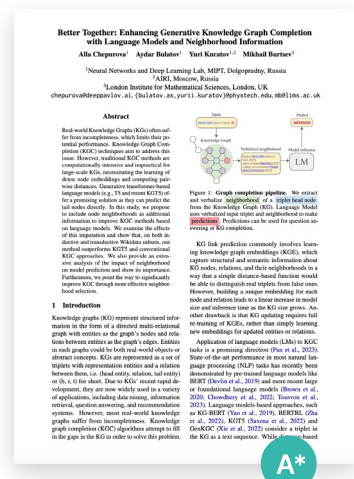 Better Together: Enhancing Generative Knowledge Graph Completion
with Language Models and Neighborhood Information
Alla Chepurova¹, Aydar Bulatov¹, Yuri Kuratov¹,², Mikhail Burtsev³
¹Neural Networks and Deep Learning Lab, MIPT, Dolgoprudny, Russia
²AIRI, Moscow, Russia
³London Institute for Mathematical Sciences, London, UK
chepurova@deeppavlov.ai, {bulatov.as,yurii.kuratov}@phystech.edu, mb@lims.ac.uk
Abstract
Real-world Knowledge Graphs (KGs) often suf-
fer from incompleteness, which limits their po-
tential performance. Knowledge Graph Com-
pletion (KGC) techniques aim to address this
issue. However, traditional KGC methods are
computationally intensive and impractical for
large-scale KGs, necessitating the learning of
dense node embeddings and computing pair-
wise distances. Generative transformer-based
language models (e.g., T5 and recent KGT5) of-
fer a promising solution as they can predict the
tail nodes directly. In this study, we propose
to include node neighborhoods as additional
information to improve KGC methods based
on language models. We examine the effects
of this imputation and show that, on both in-
ductive and transductive Wikidata subsets, our
method outperforms KGT5 and conventional
KGC approaches. We also provide an exten-
sive analysis of the impact of neighborhood
on model prediction and show its importance.
Furthermore, we point the way to significantly
improve KGC through more effective neighbor-
hood selection.
1 Introduction
Knowledge graphs (KG) represent structured infor-
mation in the form of a directed multi-relational
graph with entities as the graph's nodes and rela-
tions between entities as the graph's edges. Entities
in such graphs could be both real-world objects or
abstract concepts. KGs are represented as a set of
triplets with representation entities and a relation
between them, i.e. (head entity, relation, tail entity)
or (h, r, t) for short. Due to KGs' recent rapid de-
velopment, they are now widely used in a variety
of applications, including data mining, information
retrieval, question answering, and recommendation
systems. However, most real-world knowledge
graphs suffer from incompleteness. Knowledge
graph completion (KGC) algorithms attempt to fill
in the gaps in the KG in order to solve this problem.
Input
Predict
Knowledge Graph
Verbalized neighborhood
Model inference
LM
Figure 1: Graph completion pipeline. We extract
and verbalize neighborhood of a triplet head node
from the Knowledge Graph (KG). Language Model
uses verbalized input triplet and neighborhood to make
predictions. Predictions can be used for question an-
swering or KG completion.
KG link prediction commonly involves learn-
ing knowledge graph embeddings (KGE), which
capture structural and semantic information about
KG nodes, relations, and their neighborhoods in a
way that a simple distance-based function would
be able to distinguish real triplets from false ones.
However, building a unique embedding for each
node and relation leads to a linear increase in model
size and inference time as the KG size grows. An-
other drawback is that KG updating requires full
re-training of KGEs, rather than simply learning
new embeddings for updated entities or relations.
Application of language models (LMs) to KGC
tasks is a promising direction (Pan et al., 2023).
State-of-the-art performance in most natural lan-
guage processing (NLP) tasks has recently been
demonstrated by pre-trained language models like
BERT (Devlin et al., 2019) and more recent large
or foundational language models (Brown et al.,
2020; Chowdhery et al., 2022; Touvron et al.,
2023). Language models-based approaches, such
as KG-BERT (Yao et al., 2019), BERTRL (Zha
et al., 2022), KGT5 (Saxena et al., 2022) and
GenKGC (Xie et al., 2022) consider a triplet in
the KG as a text sequence. While distance-based
A*